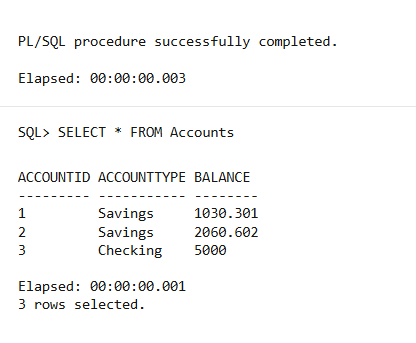 PL/SQL procedure successfully completed.
Elapsed: 00:00:00.003
SQL> SELECT * FROM Accounts
ACCOUNTID ACCOUNTTYPE BALANCE
--------- ----------- --------
1         Savings     1030.301
2         Savings     2060.602
3         Checking    5000
Elapsed: 00:00:00.001
3 rows selected.